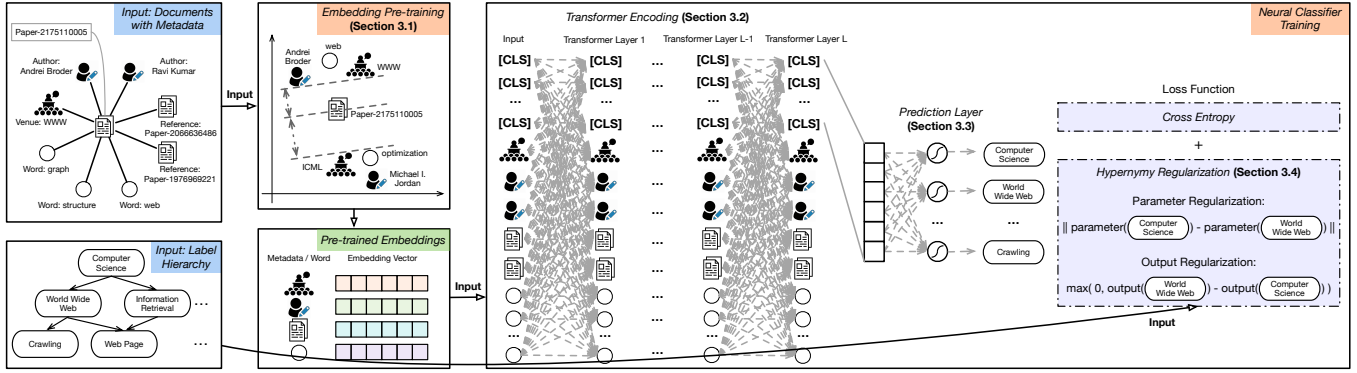 Input: Documents
with Metadata
Paper-2175110005
Author:
Andrei Broder
Author:
Ravi Kumar
Venue: WWW
Reference:
Paper-2066636486
Word: graph
Reference:
Paper-1976969221
Word: structure
Word: web
Input
Embedding Pre-training
(Section 3.1)
Andrei
Broder
web
WWW
Paper-2175110005
ICML
optimization
Michael I.
Jordan
Input: Label
Hierarchy
Computer
Science
World Wide
Web
Information
Retrieval
...
Crawling
Web Page
...
Pre-trained Embeddings
Metadata / Word
Embedding Vector
Input
Neural Classifier
Training
Transformer Encoding (Section 3.2)
Input
Transformer Layer 1
Transformer Layer L-1
Transformer Layer L
[CLS] [CLS] ... [CLS] [CLS]
[CLS] [CLS] ... [CLS] [CLS]
... ... ... ...
[CLS] [CLS] ... [CLS] [CLS]
... ... ... ... ...
Prediction Layer
(Section 3.3)
Computer
Science
World
Wide Web
... ...
Crawling
Loss Function
Cross Entropy
+
Hypernymy Regularization (Section 3.4)
Parameter Regularization:
|| parameter( Computer Science ) - parameter( World Wide Web ) ||
Output Regularization:
max( 0, output( World Wide Web ) - output( Computer Science ) )
Input